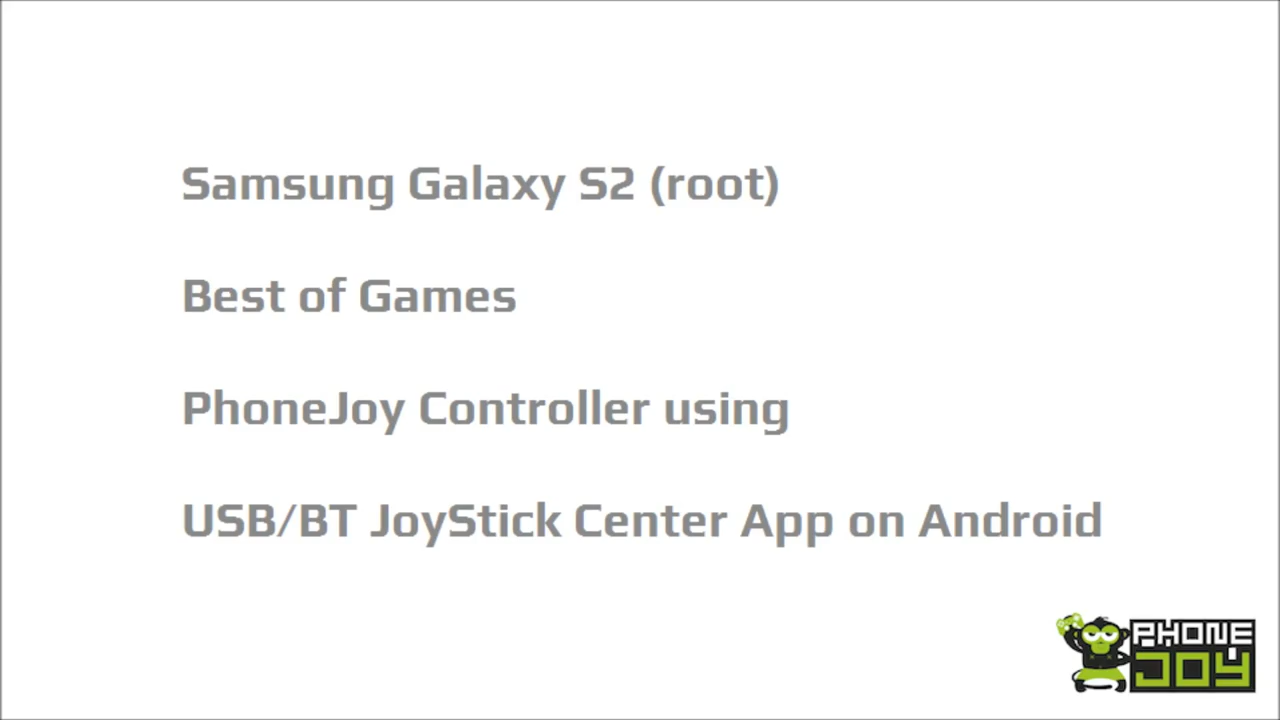 Samsung Galaxy S2 (root)
Best of Games
PhoneJoy Controller using
USB/BT JoyStick Center App on Android
PHONE
JOY